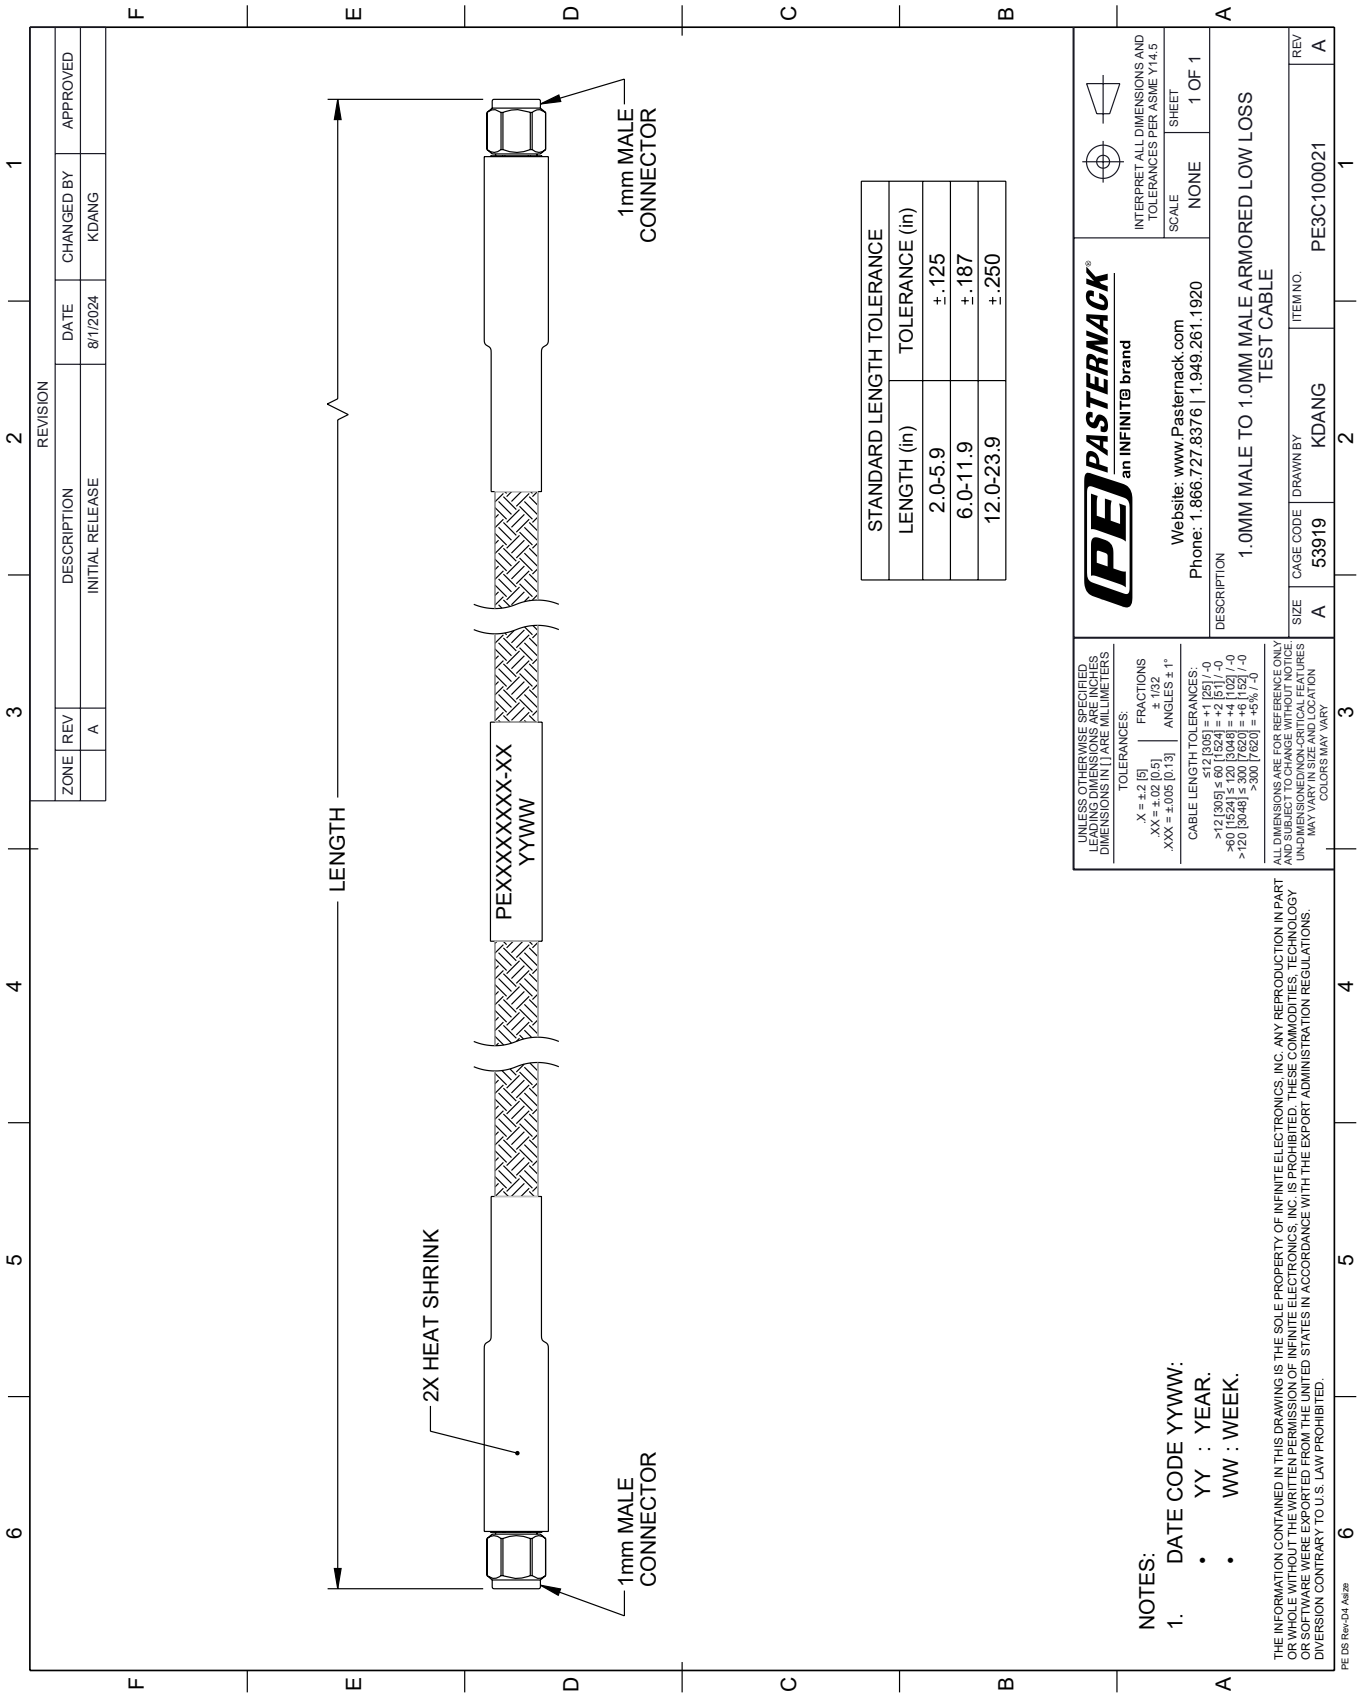 6
5
4
3
2
1
F
E
D
C
B
A
REVISION
ZONE REV DESCRIPTION DATE CHANGED BY APPROVED
A INITIAL RELEASE 8/1/2024 KDANG
LENGTH
2X HEAT SHRINK
PEXXXXXXXX-XX
YYWW
1mm MALE
CONNECTOR
1mm MALE
CONNECTOR
STANDARD LENGTH TOLERANCE
LENGTH (in) TOLERANCE (in)
2.0-5.9 ±.125
6.0-11.9 ±.187
12.0-23.9 ±.250
NOTES:
1. DATE CODE YYWW:
• YY : YEAR.
• WW : WEEK.
THE INFORMATION CONTAINED IN THIS DRAWING IS THE SOLE PROPERTY OF INFINITE ELECTRONICS, INC. ANY REPRODUCTION IN PART
OR WHOLE WITHOUT THE WRITTEN PERMISSION OF INFINITE ELECTRONICS, INC. IS PROHIBITED. THESE COMMODITIES, TECHNOLOGY
OR SOFTWARE WERE EXPORTED FROM THE UNITED STATES IN ACCORDANCE WITH THE EXPORT ADMINISTRATION REGULATIONS.
DIVERSION CONTRARY TO U.S. LAW PROHIBITED.
UNLESS OTHERWISE SPECIFIED
LEADING DIMENSIONS ARE INCHES
DIMENSIONS IN [ ] ARE MILLIMETERS
TOLERANCES:
.X = ±.2 [5] FRACTIONS
.XX = ±.02 [0.5] ± 1/32
.XXX = ±.005 [0.13] ANGLES ± 1°
CABLE LENGTH TOLERANCES:
≤12 [305] = +1 [25] / -0
>12 [305] ≤ 60 [1524] = +2 [51] / -0
>60 [1524] ≤ 120 [3048] = +4 [102] / -0
>120 [3048] ≤ 300 [7620] = +6 [152] / -0
>300 [7620] = +5% / -0
ALL DIMENSIONS ARE FOR REFERENCE ONLY
AND SUBJECT TO CHANGE WITHOUT NOTICE.
UN-DIMENSIONED/NON-CRITICAL FEATURES
MAY VARY IN SIZE AND LOCATION
COLORS MAY VARY
PE PASTERNACK®
an INFINIT@ brand
Website: www.Pasternack.com
Phone: 1.866.727.8376 | 1.949.261.1920
INTERPRET ALL DIMENSIONS AND
TOLERANCES PER ASME Y14.5
SCALE SHEET
NONE 1 OF 1
DESCRIPTION
1.0MM MALE TO 1.0MM MALE ARMORED LOW LOSS
TEST CABLE
SIZE CAGE CODE DRAWN BY ITEM NO. REV
A 53919 KDANG PE3C100021 A
6
5
4
3
2
1
F
E
D
C
B
A
PE DS Rev-D4 Asize